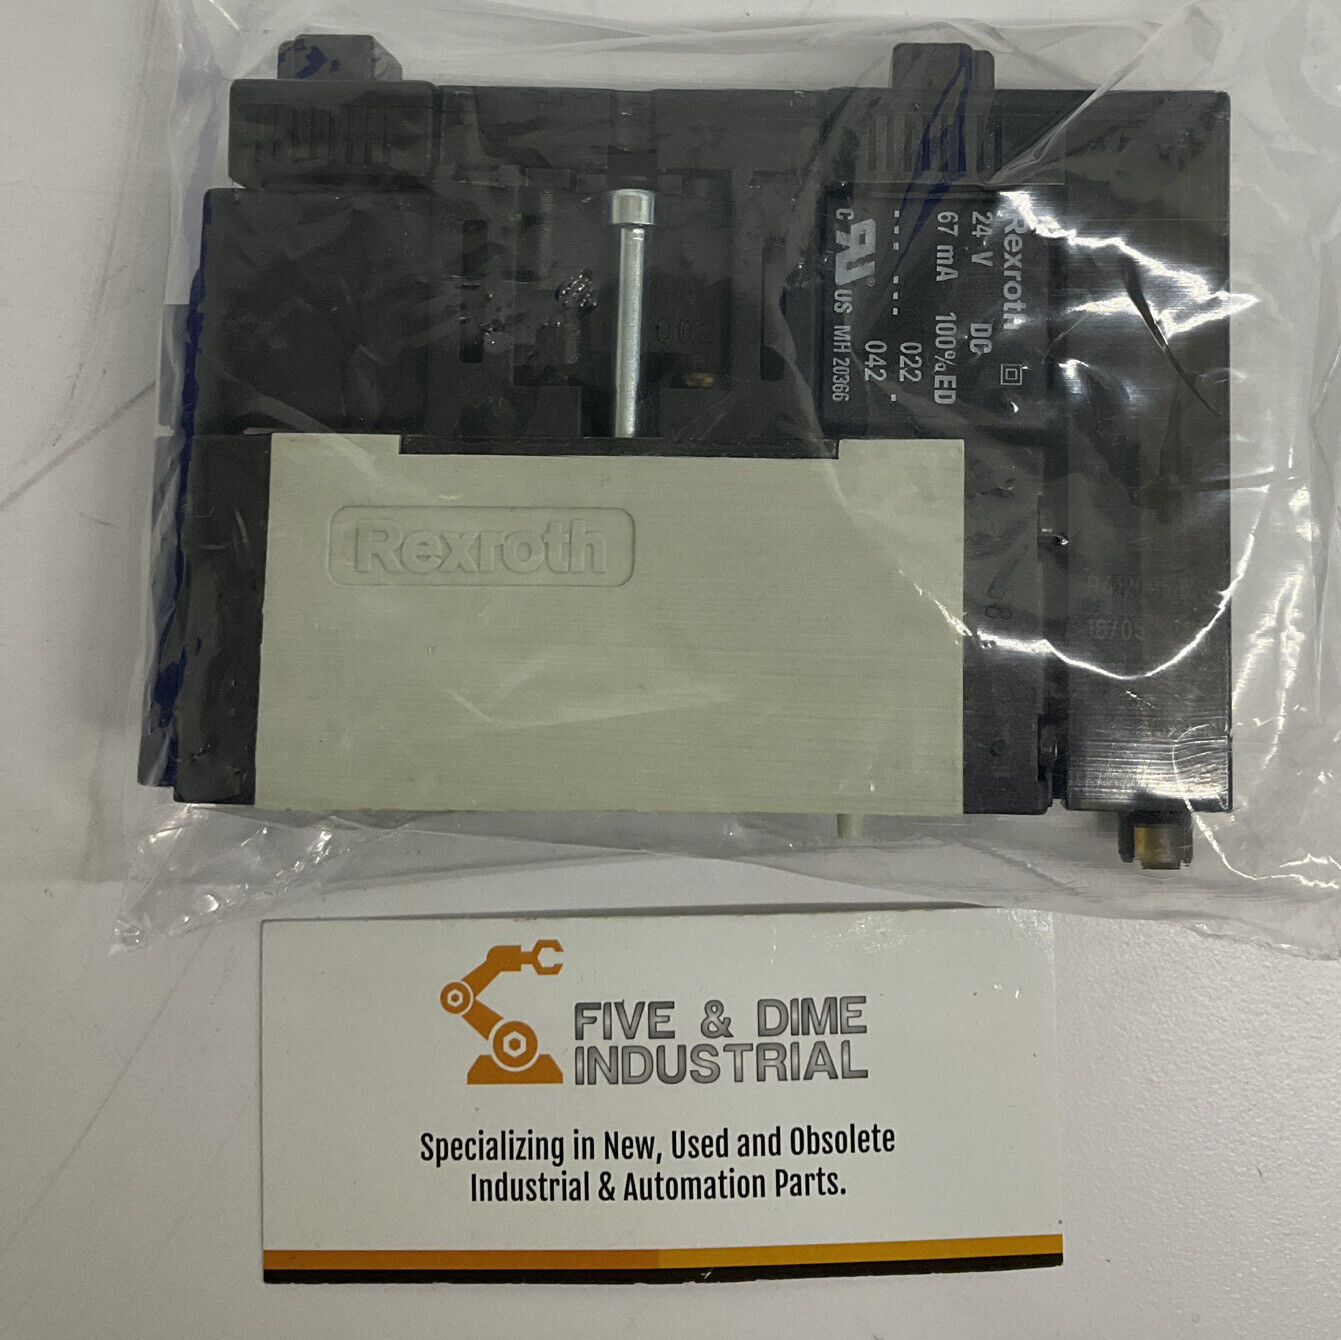 Rexroth
24 V DC
67 mA 100% ED
---- ---- 022 .
---- 042
C US MH 20366
Rexroth
FIVE & DIME
INDUSTRIAL
Specializing in New, Used and Obsolete
Industrial & Automation Parts.